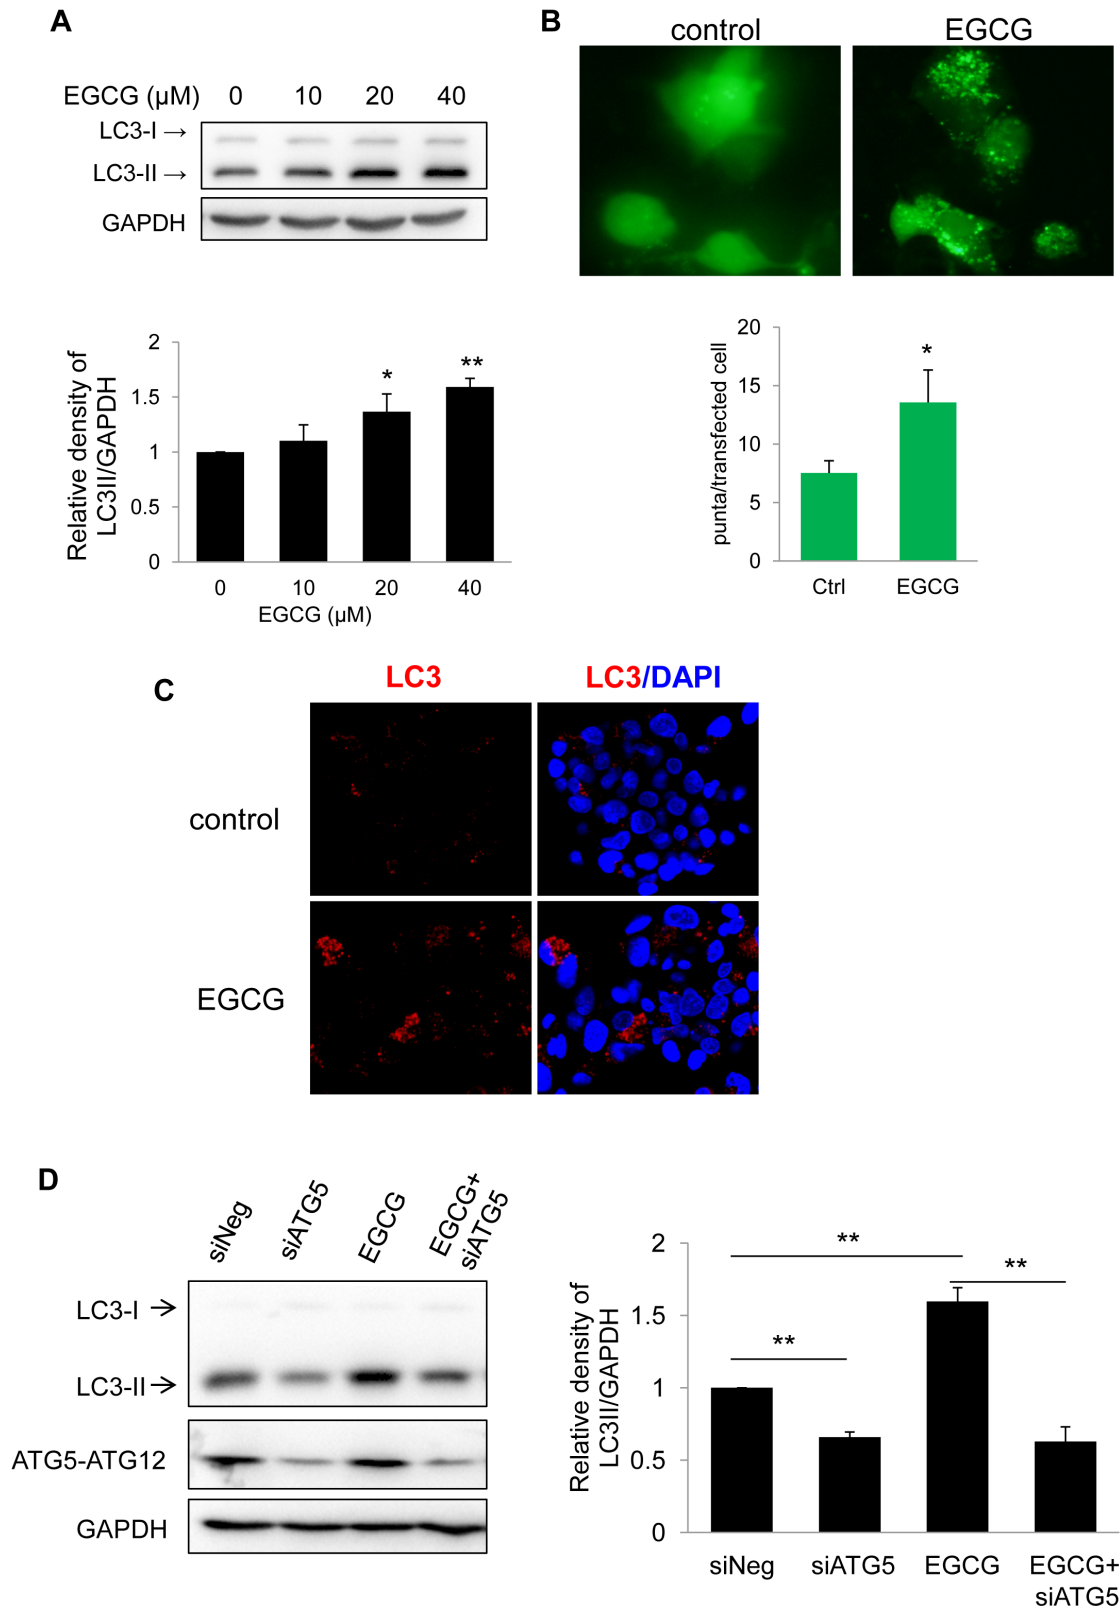 A
EGCG (µM) 0 10 20 40
LC3-I →
LC3-II →
GAPDH
Relative density of
LC3II/GAPDH
2
1.5
1
0.5
0
*
**
0 10 20 40
EGCG (µM)
B
control EGCG
punta/transfected cell
20
15
10
5
0
*
Ctrl EGCG
C
LC3 LC3/DAPI
control
EGCG
D
siNeg
siATG5
EGCG
EGCG+
siATG5
LC3-I →
LC3-II →
ATG5-ATG12
GAPDH
Relative density of
LC3II/GAPDH
2
1.5
1
0.5
0
**
**
**
siNeg siATG5 EGCG EGCG+
siATG5